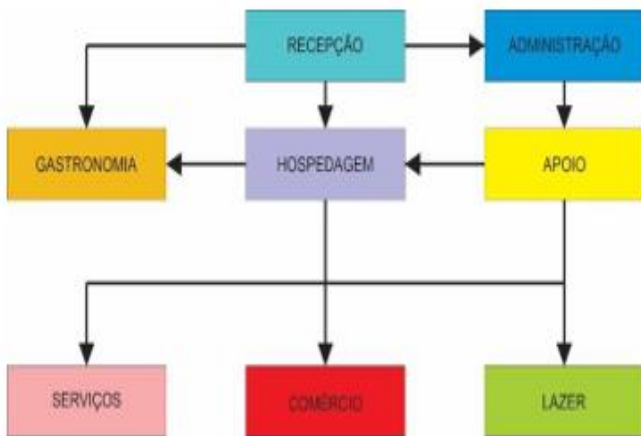 RECEPÇÃO
ADMINISTRAÇÃO
GASTRONOMIA
HOSPEDAGEM
APOIO
SERVIÇOS
COMÉRCIO
LAZER